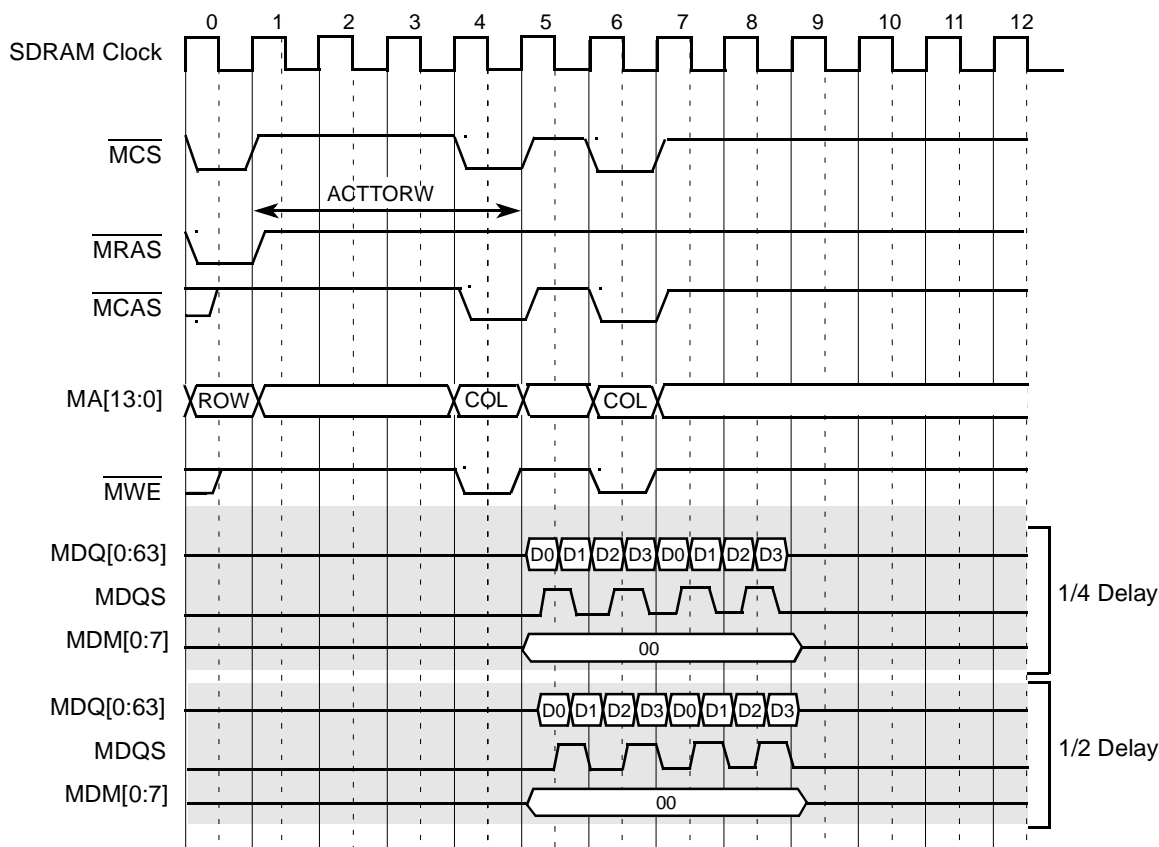 0 1 2 3 4 5 6 7 8 9 10 11 12
SDRAM Clock
MCS
ACTTORW
MRAS
MCAS
MA[13:0] ROW COL COL
MWE
MDQ[0:63] D0 D1 D2 D3 D0 D1 D2 D3
MDQS
1/4 Delay
MDM[0:7] 00
MDQ[0:63] D0 D1 D2 D3 D0 D1 D2 D3
MDQS
1/2 Delay
MDM[0:7] 00